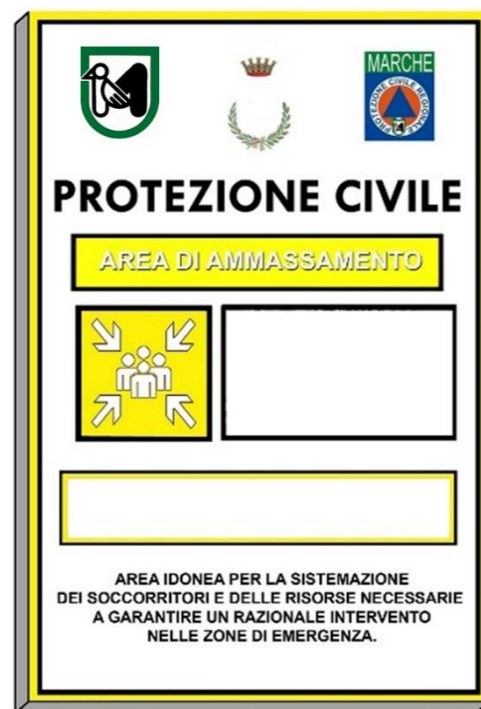 MARCHE
PROTEZIONE CIVILE REGIONALE
PROTEZIONE CIVILE
AREA DI AMMASSAMENTO
AREA IDONEA PER LA SISTEMAZIONE
DEI SOCCORRITORI E DELLE RISORSE NECESSARIE
A GARANTIRE UN RAZIONALE INTERVENTO
NELLE ZONE DI EMERGENZA.